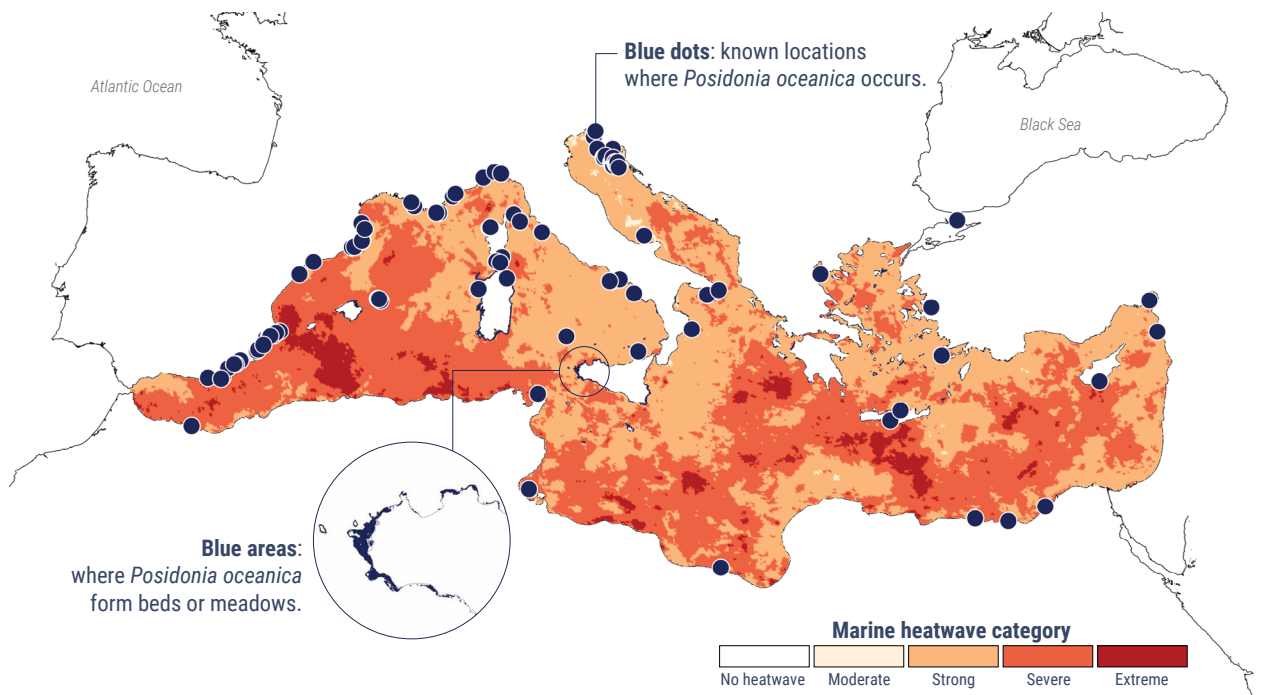 Blue dots: known locations
where Posidonia oceanica occurs.
Atlantic Ocean
Black Sea
Blue areas:
where Posidonia oceanica
form beds or meadows.
Marine heatwave category
No heatwave Moderate Strong Severe Extreme